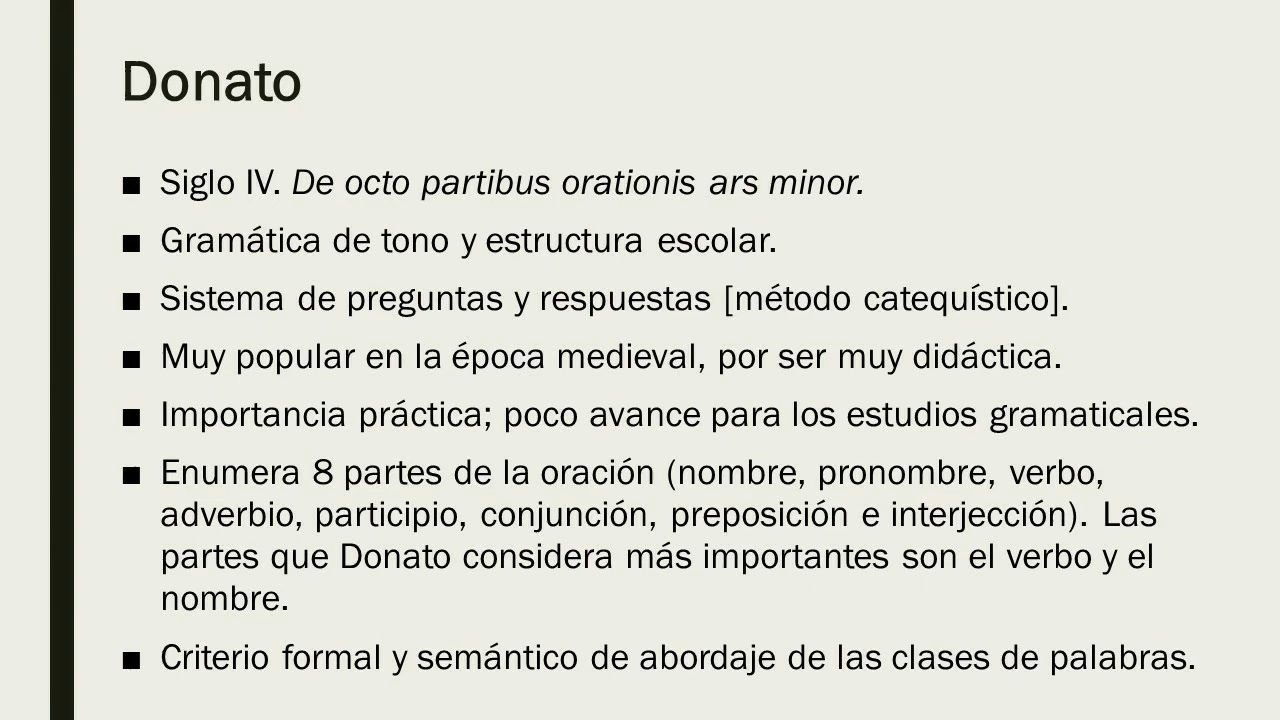 Donato
■ Siglo IV. De octo partibus orationis ars minor.
■ Gramática de tono y estructura escolar.
■ Sistema de preguntas y respuestas [método catequístico].
■ Muy popular en la época medieval, por ser muy didáctica.
■ Importancia práctica; poco avance para los estudios gramaticales.
■ Enumera 8 partes de la oración (nombre, pronombre, verbo,
adverbio, participio, conjunción, preposición e interjección). Las
partes que Donato considera más importantes son el verbo y el
nombre.
■ Criterio formal y semántico de abordaje de las clases de palabras.